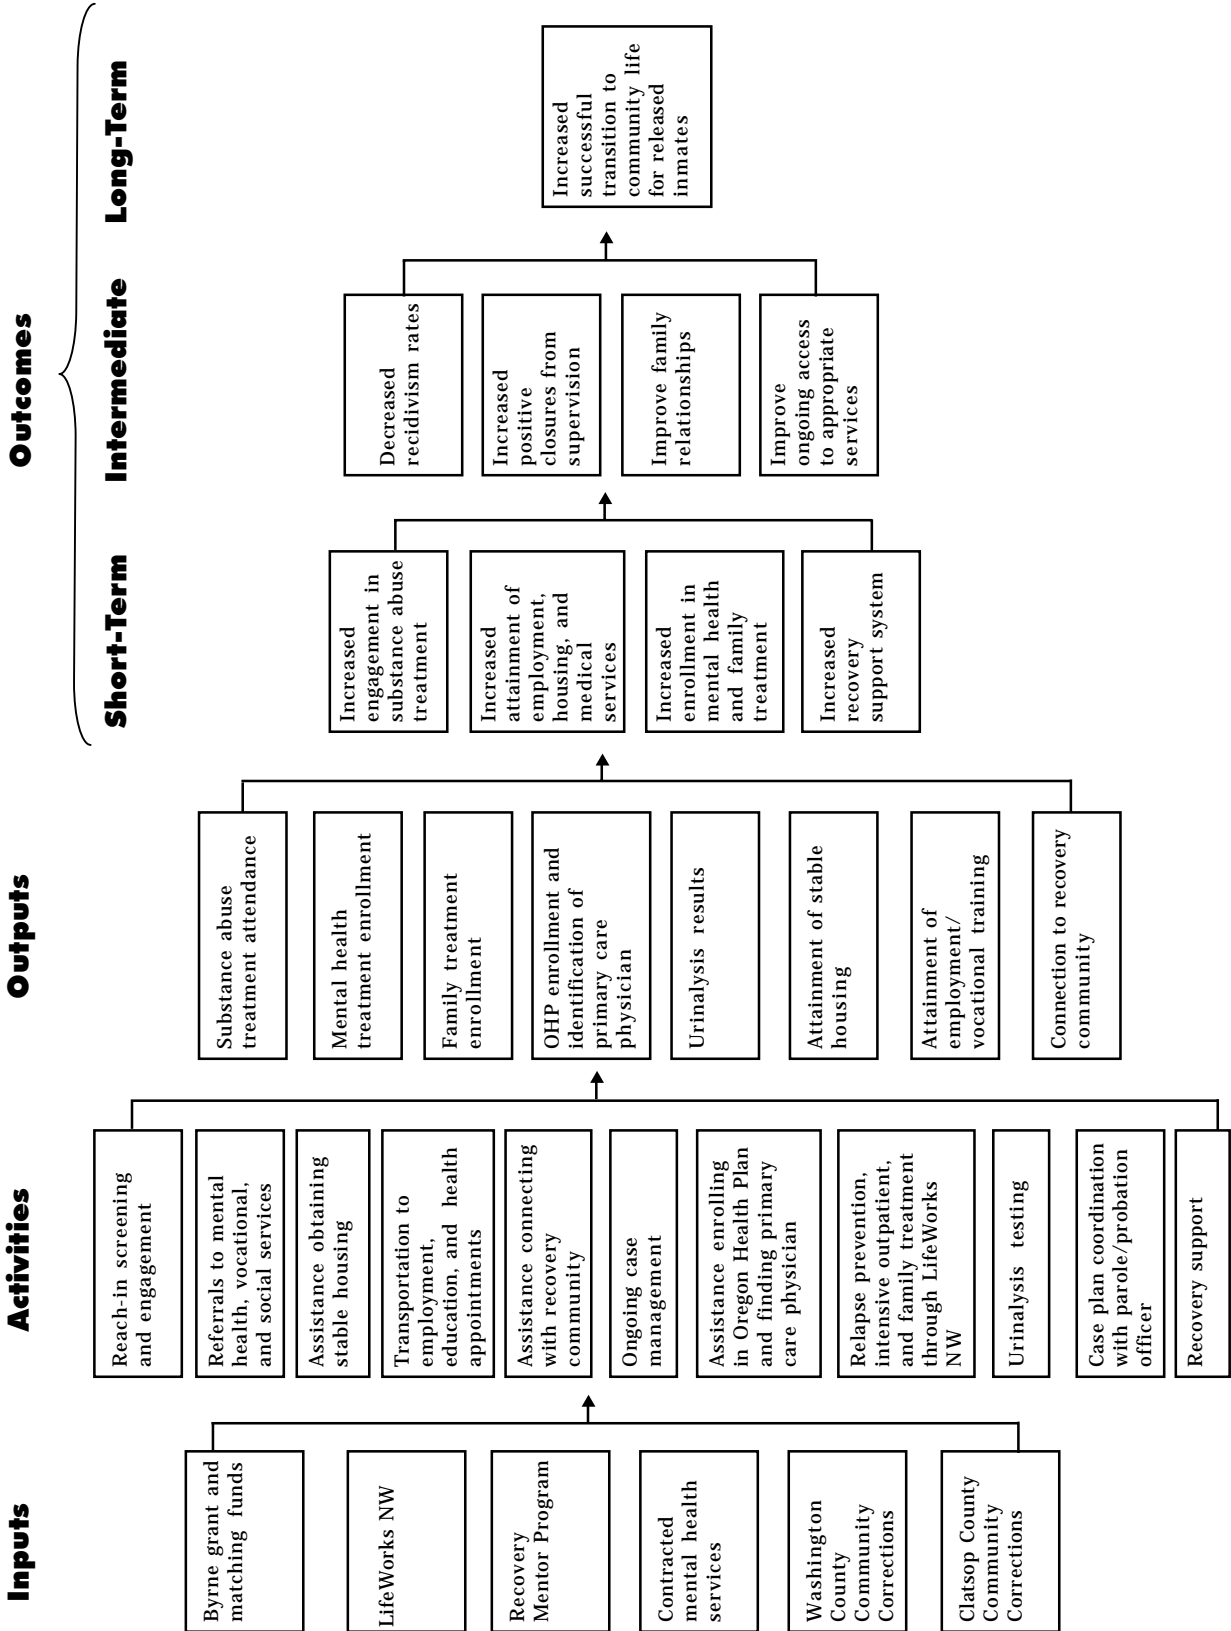 Outcomes
Inputs
Activities
Outputs
Short-Term
Intermediate
Long-Term
Byrne grant and
matching funds
LifeWorks NW
Recovery
Mentor Program
Contracted
mental health
services
Washington
County
Community
Corrections
Clatsop County
Community
Corrections
Reach-in screening
and engagement
Referrals to mental
health, vocational,
and social services
Assistance obtaining
stable housing
Transportation to
employment,
education, and health
appointments
Assistance connecting
with recovery
community
Ongoing case
management
Assistance enrolling
in Oregon Health Plan
and finding primary
care physician
Relapse prevention,
intensive outpatient,
and family treatment
through LifeWorks
NW
Urinalysis testing
Case plan coordination
with parole/probation
officer
Recovery support
Substance abuse
treatment attendance
Mental health
treatment enrollment
Family treatment
enrollment
OHP enrollment and
identification of
primary care
physician
Urinalysis results
Attainment of stable
housing
Attainment of
employment/
vocational training
Connection to recovery
community
Increased
engagement in
substance abuse
treatment
Increased
attainment of
employment,
housing, and
medical
services
Increased
enrollment in
mental health
and family
treatment
Increased
recovery
support system
Decreased
recidivism rates
Increased
positive
closures from
supervision
Improve family
relationships
Improve
ongoing access
to appropriate
services
Increased
successful
transition to
community life
for released
inmates